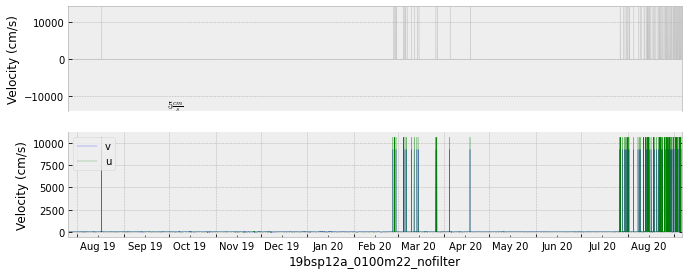 Velocity (cm/s)
10000
0
−10000
5 cm/s
Velocity (cm/s)
10000
7500
5000
2500
0
v
u
Aug 19 Sep 19 Oct 19 Nov 19 Dec 19 Jan 20 Feb 20 Mar 20 Apr 20 May 20 Jun 20 Jul 20 Aug 20
19bsp12a_0100m22_nofilter